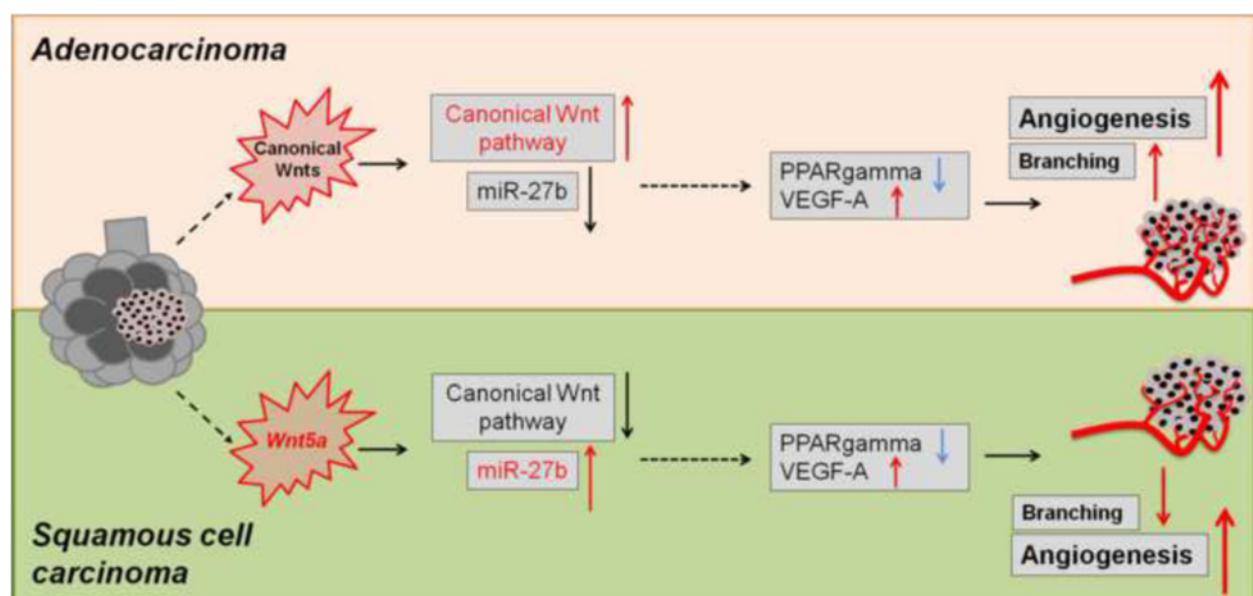 Adenocarcinoma
Canonical
Wnts
Canonical Wnt
pathway
miR-27b
PPARgamma
VEGF-A
Angiogenesis
Branching
Wnt5a
Canonical Wnt
pathway
miR-27b
PPARgamma
VEGF-A
Branching
Angiogenesis
Squamous cell
carcinoma